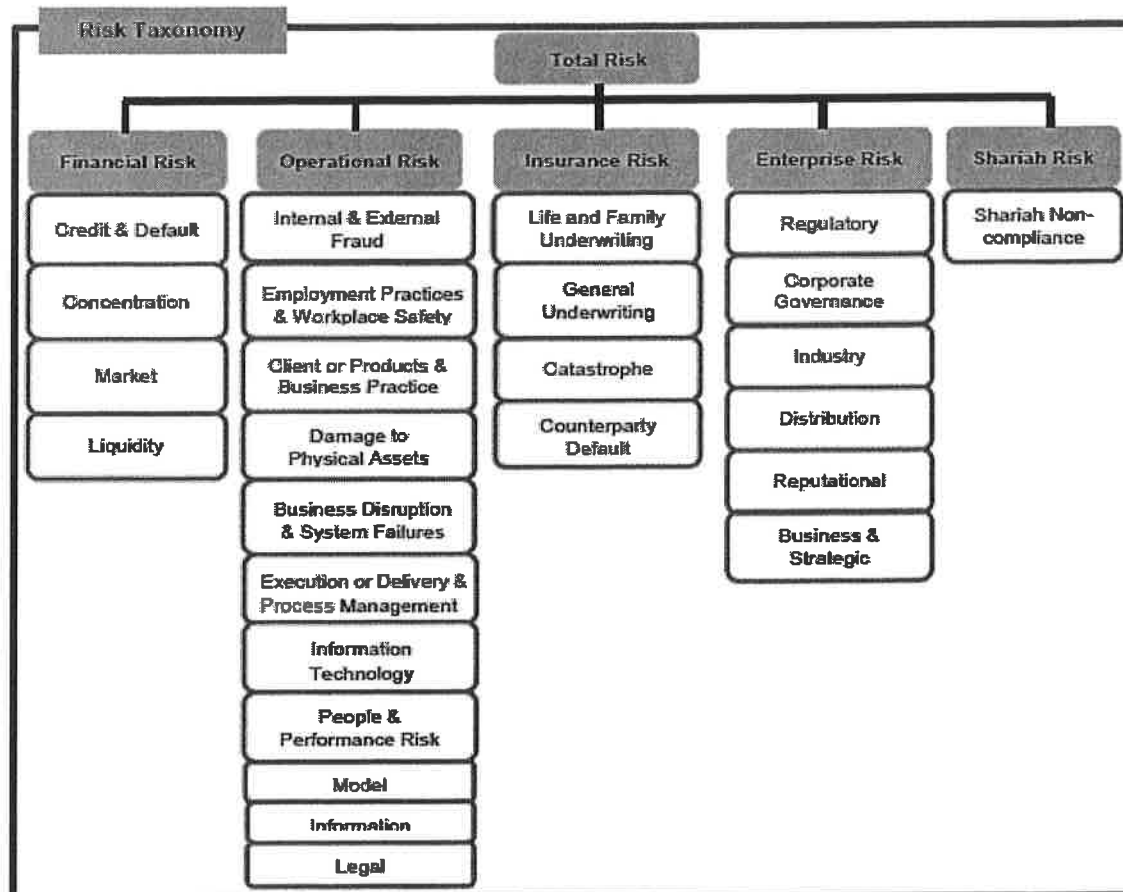 Risk Taxonomy
Total Risk
Financial Risk
Credit & Default
Concentration
Market
Liquidity
Operational Risk
Internal & External
Fraud
Employment Practices
& Workplace Safety
Client or Products &
Business Practice
Damage to
Physical Assets
Business Disruption
& System Failures
Execution or Delivery &
Process Management
Information
Technology
People &
Performance Risk
Model
Information
Legal
Insurance Risk
Life and Family
Underwriting
General
Underwriting
Catastrophe
Counterparty
Default
Enterprise Risk
Regulatory
Corporate
Governance
Industry
Distribution
Reputational
Business &
Strategic
Shariah Risk
Shariah Non-
compliance